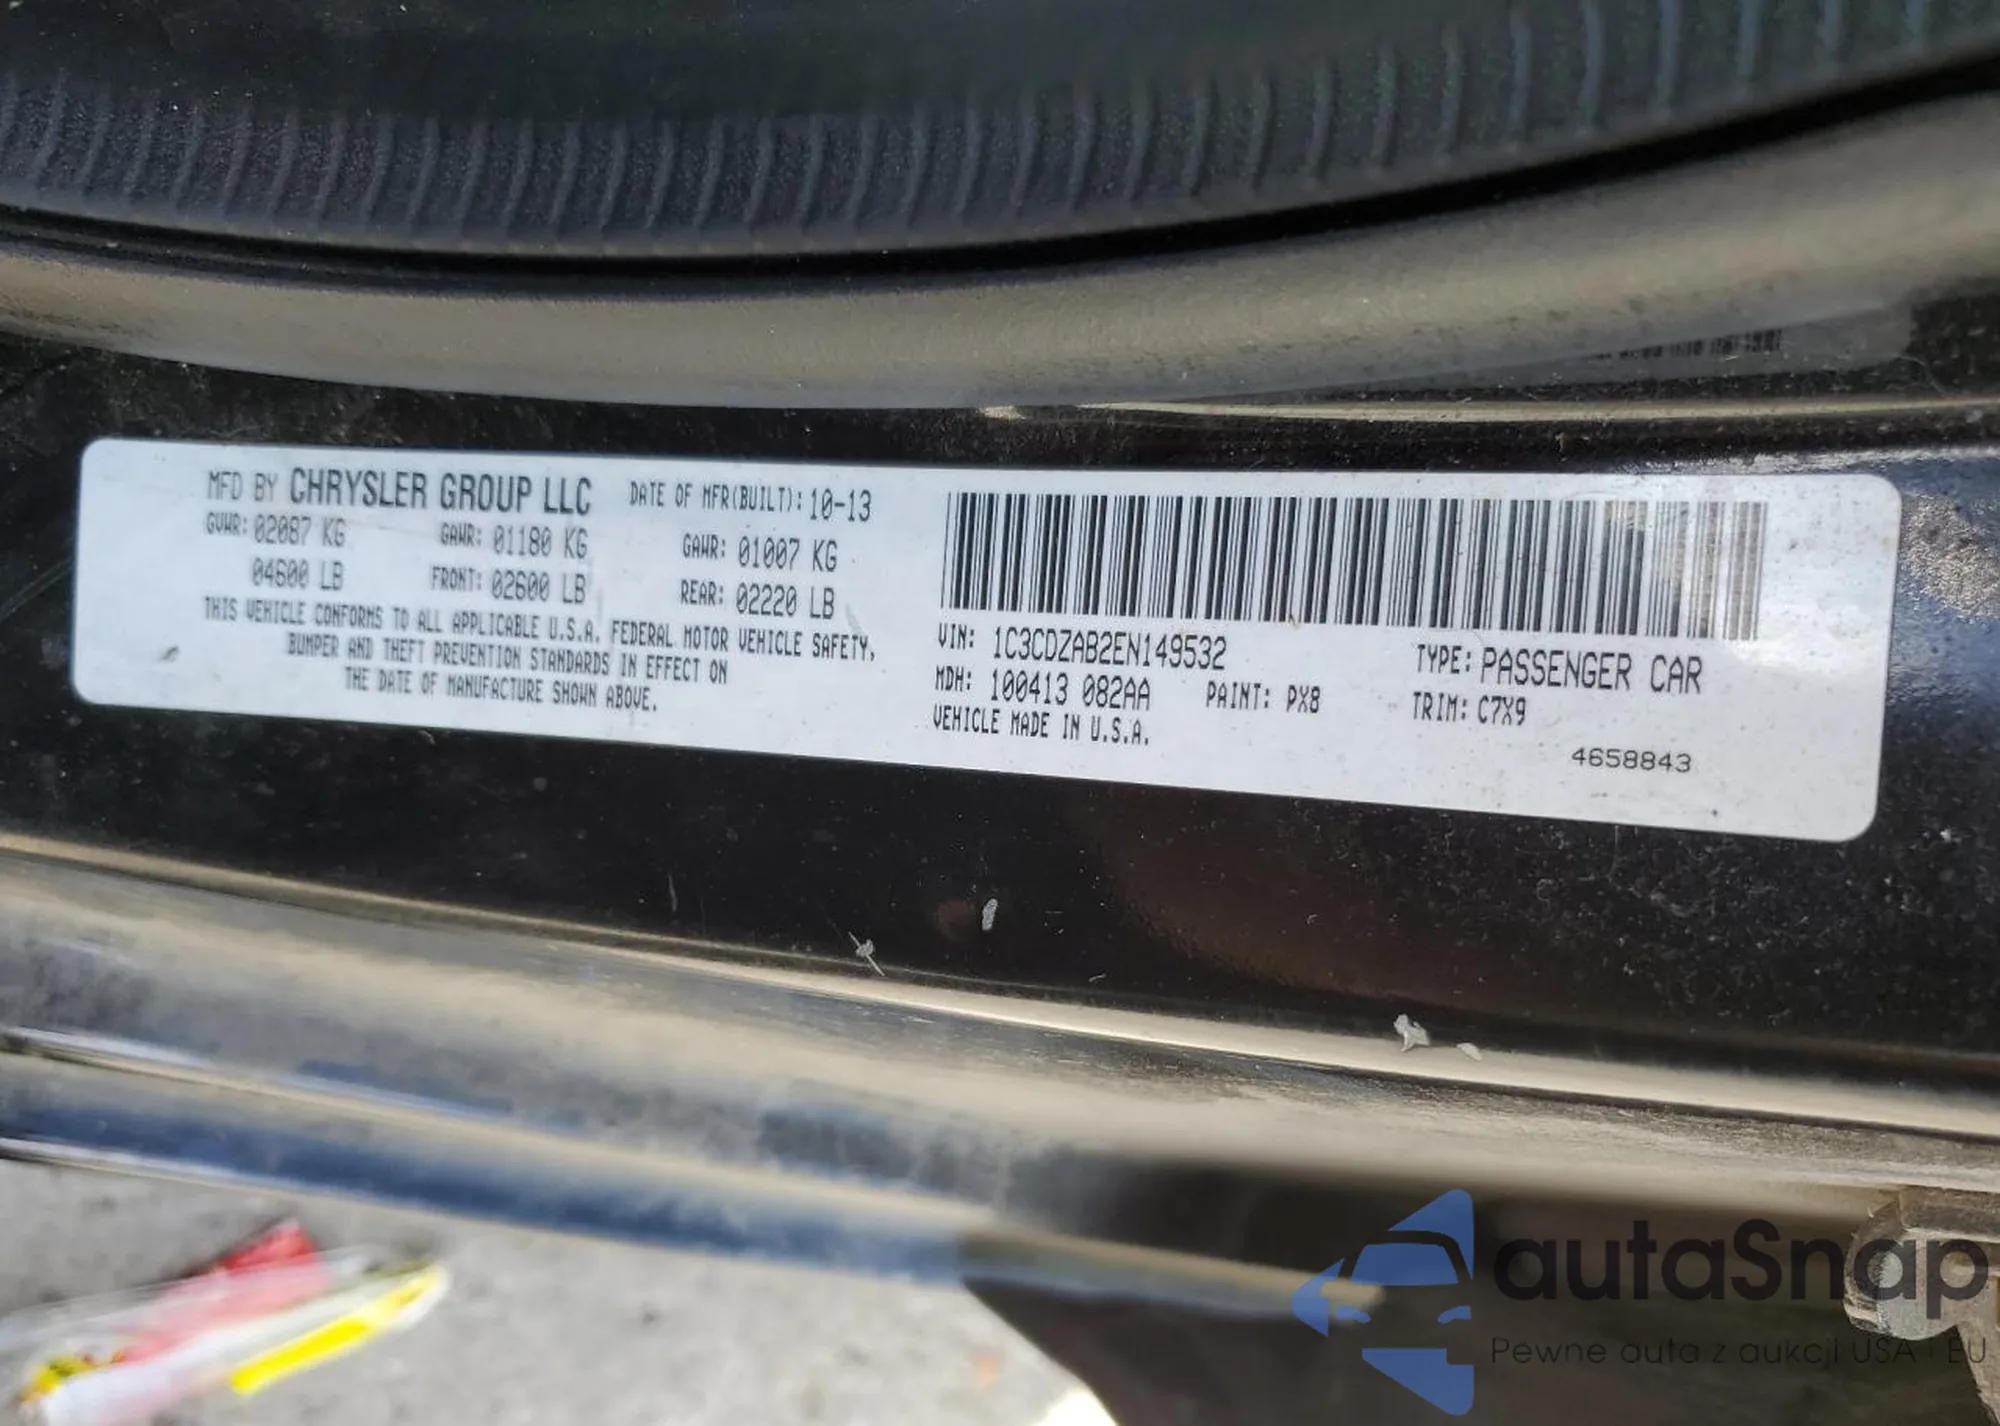 MFD BY CHRYSLER GROUP LLC DATE OF MFR(BUILT): 10-13
GVWR: 02087 KG GAWR: 01180 KG GAWR: 01007 KG
04600 LB FRONT: 02600 LB REAR: 02220 LB
THIS VEHICLE CONFORMS TO ALL APPLICABLE U.S.A. FEDERAL MOTOR VEHICLE SAFETY,
BUMPER AND THEFT PREVENTION STANDARDS IN EFFECT ON
THE DATE OF MANUFACTURE SHOWN ABOVE.
VIN: 1C3CDZAB2EN149532 TYPE: PASSENGER CAR
MDH: 100413 082AA PAINT: PX8 TRIM: C7X9
VEHICLE MADE IN U.S.A.
4658843
autaSnap
Pewne auta z aukcji USA i EU